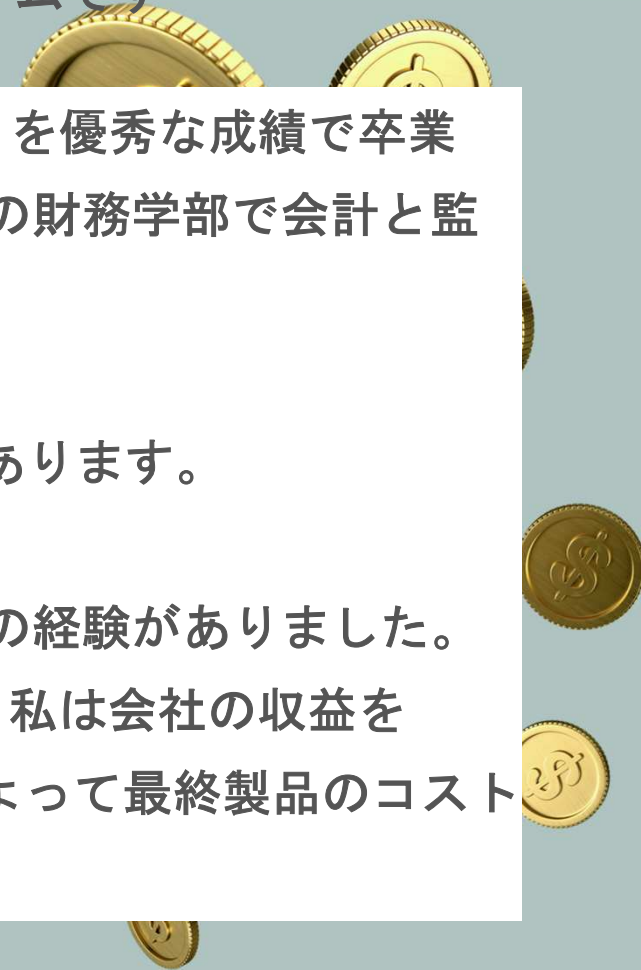 を優秀な成績で卒業
の財務学部で会計と監
あります。
の経験がありました。
私は会社の収益を
よって最終製品のコスト